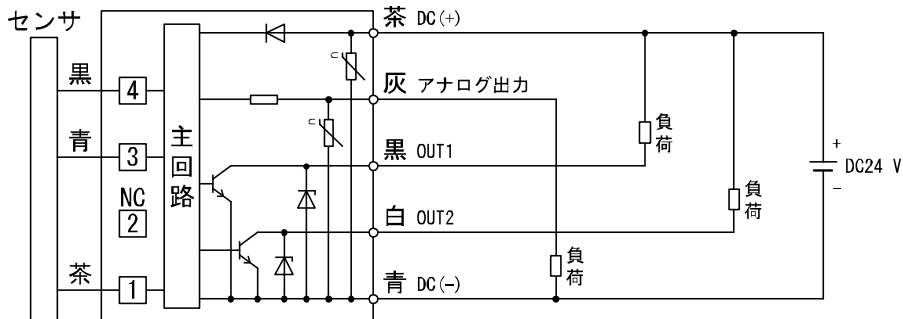 センサ
茶 DC(+)
黒
4
灰 アナログ出力
負荷
青
3
主回路
黒 OUT1
+
DC24 V
-
NC
2
負荷
白 OUT2
負荷
茶
1
青 DC(-)